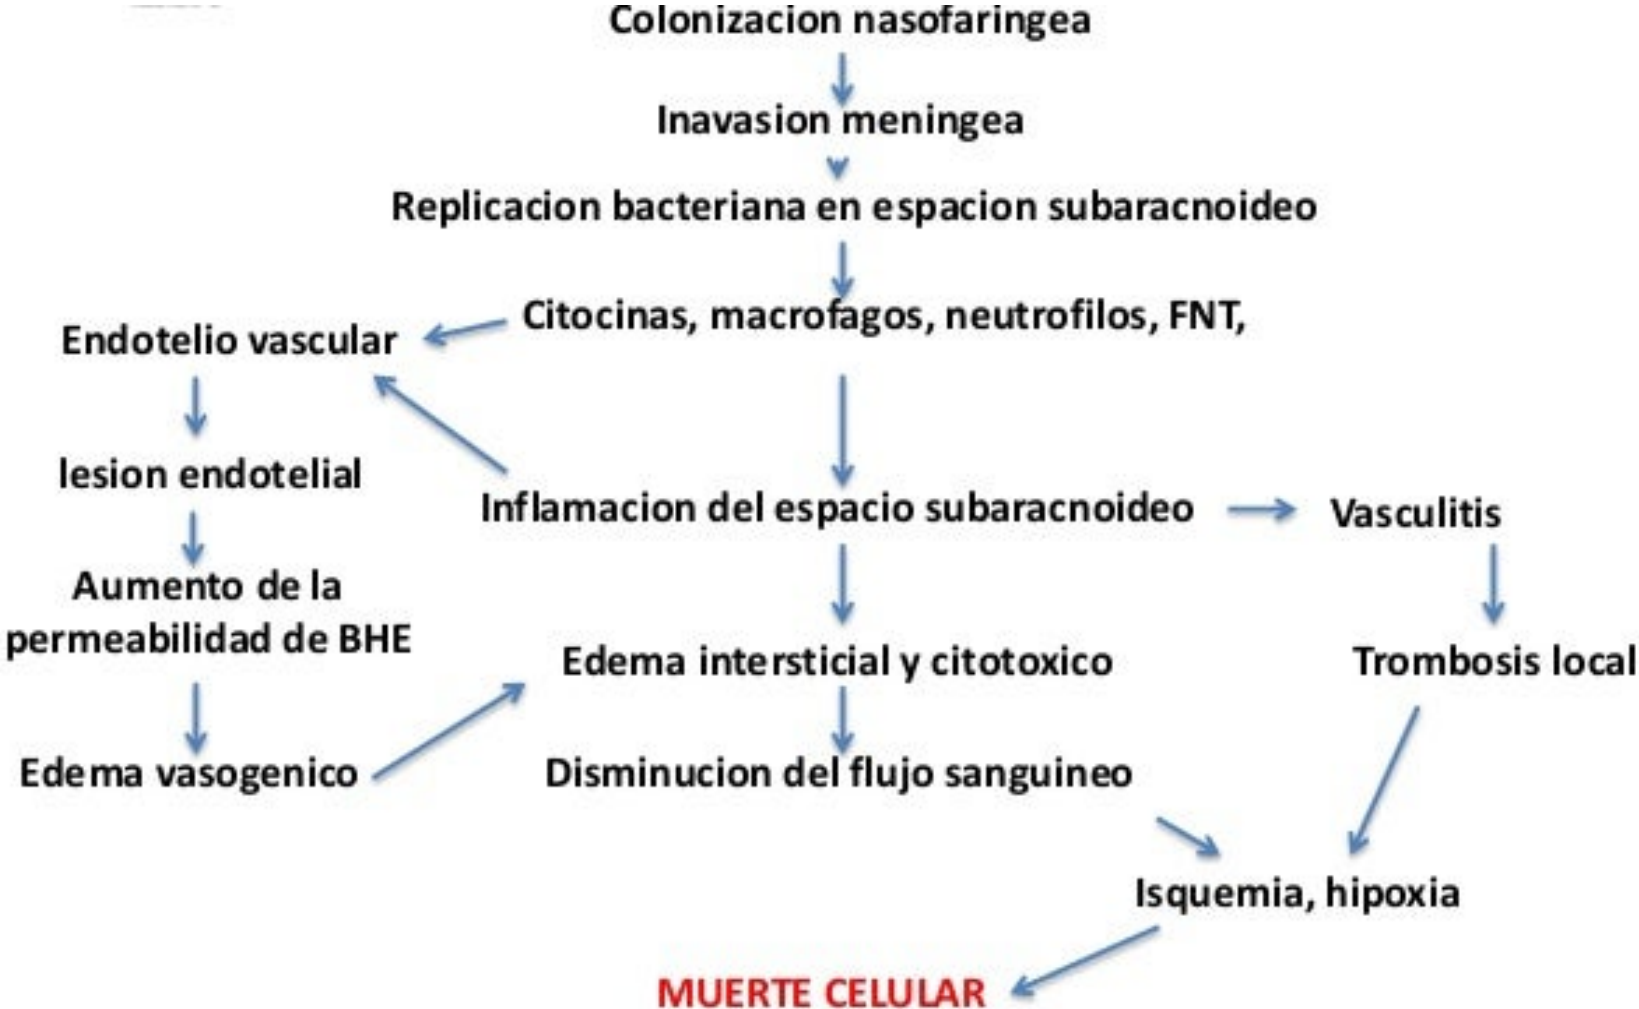 Colonizacion nasofaringea
Inavasion meningea
Replicacion bacteriana en espacion subaracnoideo
Citocinas, macrofagos, neutrofilos, FNT,
Endotelio vascular
lesion endotelial
Inflamacion del espacio subaracnoideo
Vasculitis
Aumento de la
permeabilidad de BHE
Edema intersticial y citotoxico
Trombosis local
Edema vasogenico
Disminucion del flujo sanguineo
Isquemia, hipoxia
MUERTE CELULAR